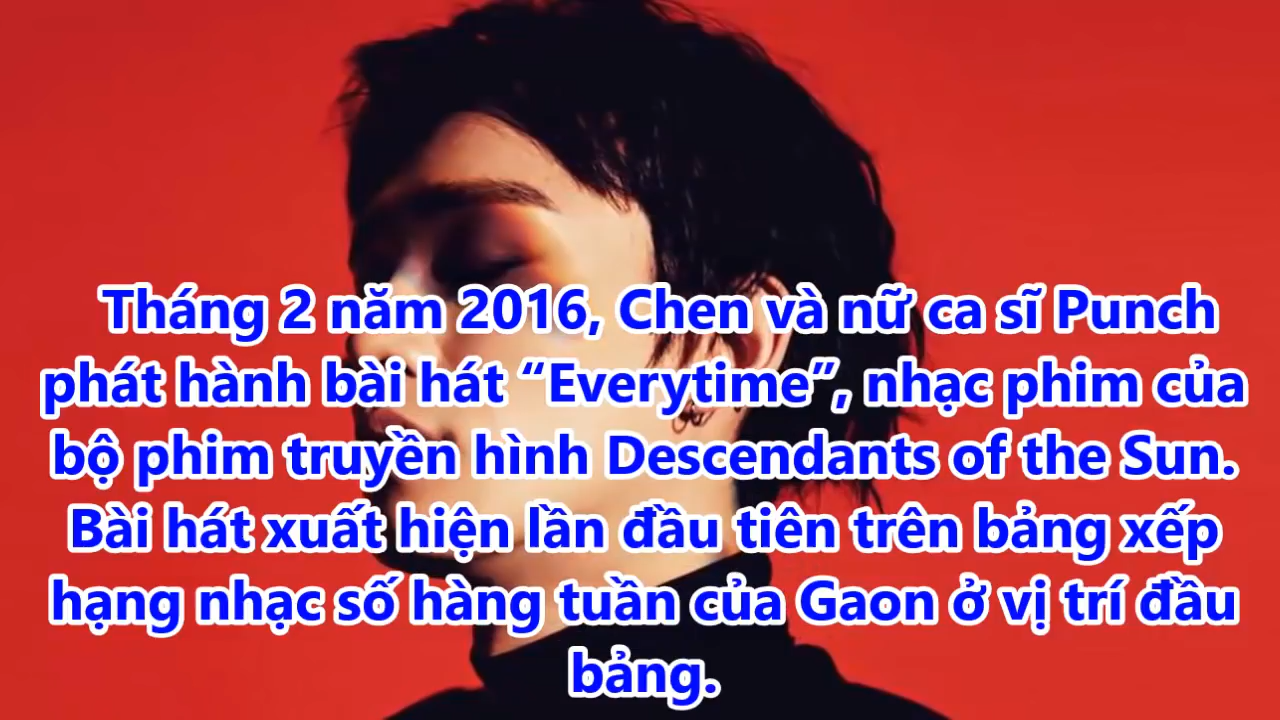 Tháng 2 năm 2016, Chen và nữ ca sĩ Punch
phát hành bài hát “Everytime”, nhạc phim của
bộ phim truyền hình Descendants of the Sun.
Bài hát xuất hiện lần đầu tiên trên bảng xếp
hạng nhạc số hàng tuần của Gaon ở vị trí đầu
bảng.